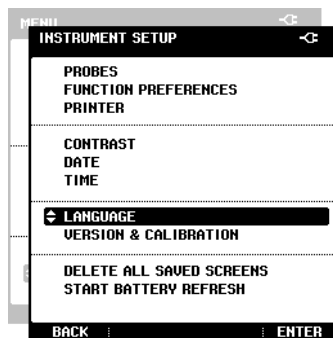 MENU
INSTRUMENT SETUP
PROBES
FUNCTION PREFERENCES
PRINTER
CONTRAST
DATE
TIME
LANGUAGE
VERSION & CALIBRATION
DELETE ALL SAVED SCREENS
START BATTERY REFRESH
BACK ENTER